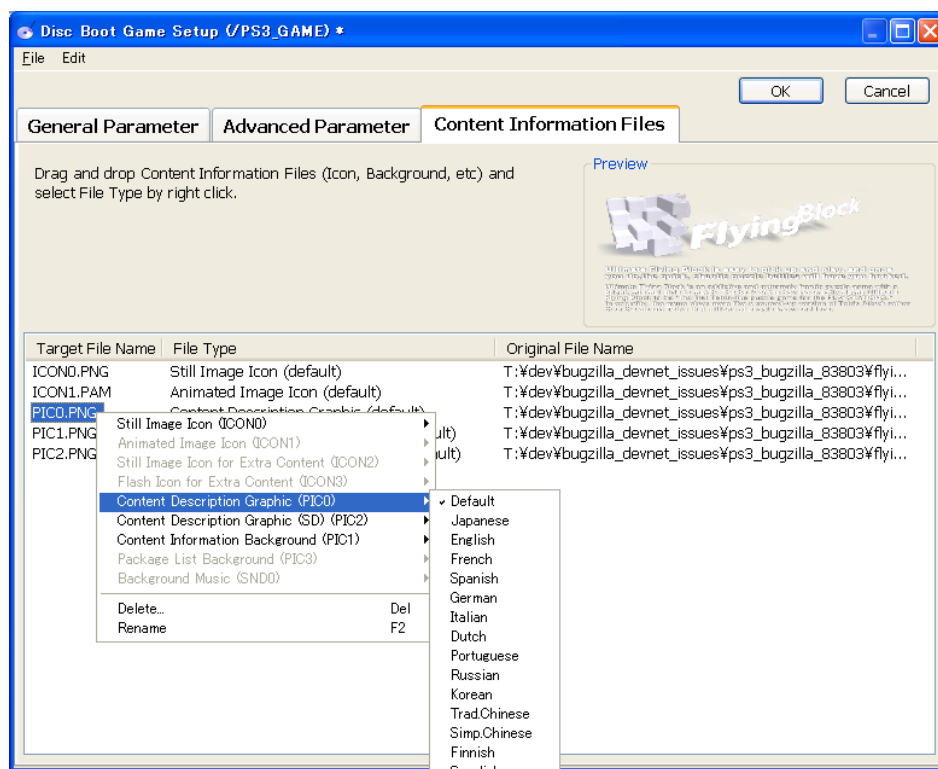 Disc Boot Game Setup (/PS3_GAME) *
File Edit
OK Cancel
General Parameter Advanced Parameter Content Information Files
Drag and drop Content Information Files (Icon, Background, etc) and
select File Type by right click.
Preview
FlyingBlock
Target File Name File Type Original File Name
ICON0.PNG Still Image Icon (default) T:¥dev¥bugzilla_devnet_issues¥ps3_bugzilla_83803¥flyi...
ICON1.PAM Animated Image Icon (default) T:¥dev¥bugzilla_devnet_issues¥ps3_bugzilla_83803¥flyi...
PIC0.PNG Content Description Graphic (default) T:¥dev¥bugzilla_devnet_issues¥ps3_bugzilla_83803¥flyi...
PIC1.PNG ult) T:¥dev¥bugzilla_devnet_issues¥ps3_bugzilla_83803¥flyi...
PIC2.PNG ault) T:¥dev¥bugzilla_devnet_issues¥ps3_bugzilla_83803¥flyi...
Still Image Icon (ICON0)
Animated Image Icon (ICON1)
Still Image Icon for Extra Content (ICON2)
Flash Icon for Extra Content (ICON3)
Content Description Graphic (PIC0)
Content Description Graphic (SD) (PIC2)
Content Information Background (PIC1)
Package List Background (PIC3)
Background Music (SND0)
Delete... Del
Rename F2
Default
Japanese
English
French
Spanish
German
Italian
Dutch
Portuguese
Russian
Korean
Trad.Chinese
Simp.Chinese
Finnish